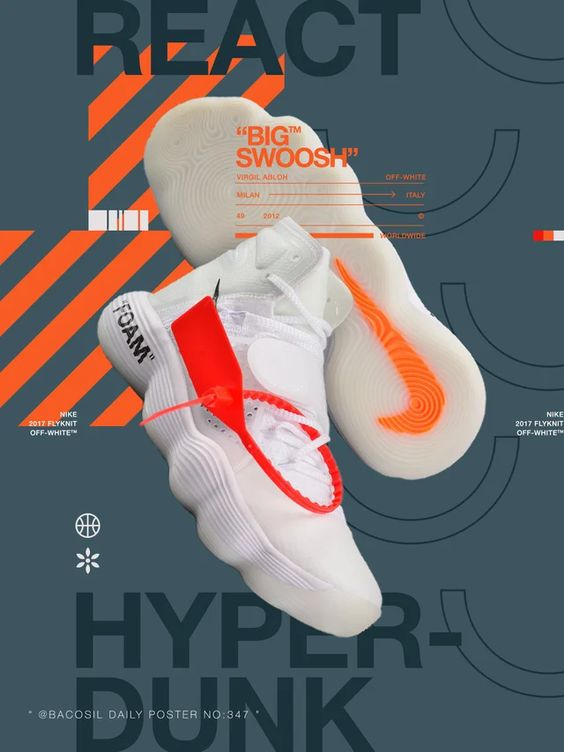 REACT
“BIG™
SWOOSH”
VIRGIL ABLOH OFF-WHITE
MILAN ITALY
49 2012 ©
WORLDWIDE
"FOAM"
NIKE
2017 FLYKNIT
OFF-WHITE™
NIKE
2017 FLYKNIT
OFF-WHITE™
HYPER-
DUNK
" @BACOSIL DAILY POSTER NO:347 "